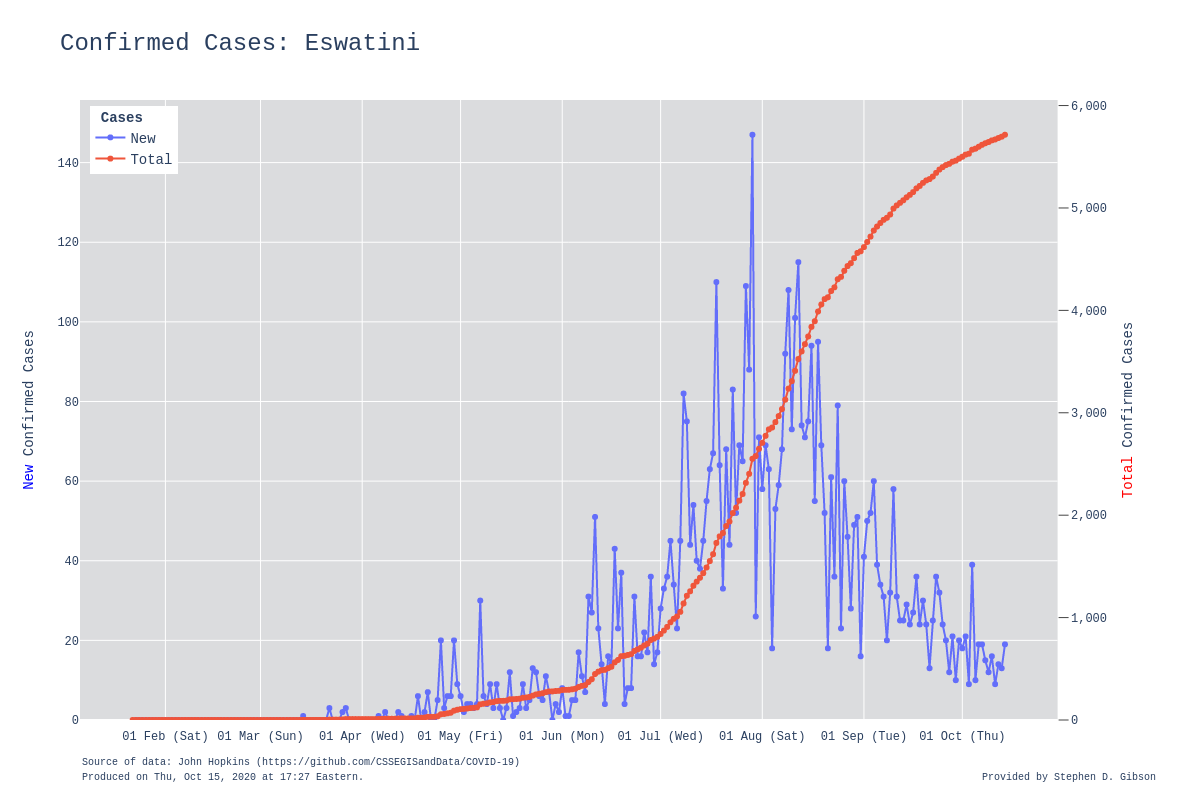 Confirmed Cases: Eswatini
Cases
New
Total
140
120
100
80
60
40
20
0
6,000
5,000
4,000
3,000
2,000
1,000
0
New Confirmed Cases
Total Confirmed Cases
01 Feb (Sat) 01 Mar (Sun) 01 Apr (Wed) 01 May (Fri) 01 Jun (Mon) 01 Jul (Wed) 01 Aug (Sat) 01 Sep (Tue) 01 Oct (Thu)
Source of data: John Hopkins (https://github.com/CSSEGISandData/COVID-19)
Produced on Thu, Oct 15, 2020 at 17:27 Eastern.
Provided by Stephen D. Gibson